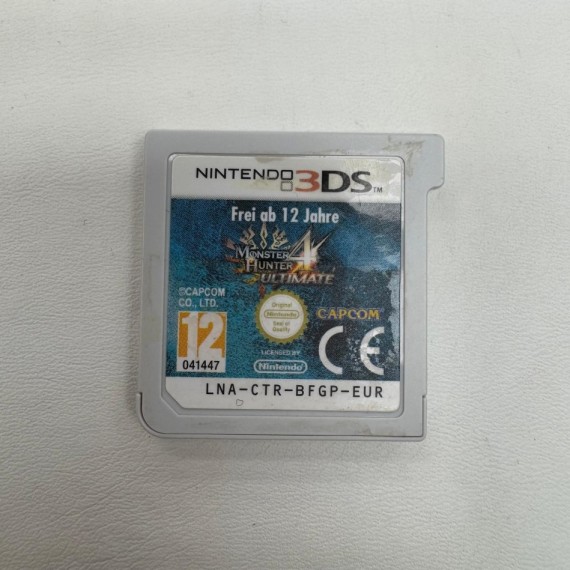 NINTENDO 3DS™
Frei ab 12 Jahre
MONSTER HUNTER 4 ULTIMATE
©CAPCOM
CO., LTD.
Original
Nintendo
Seal of
Quality
CAPCOM
12
041447
LICENSED BY
Nintendo
CE
LNA-CTR-BFGP-EUR